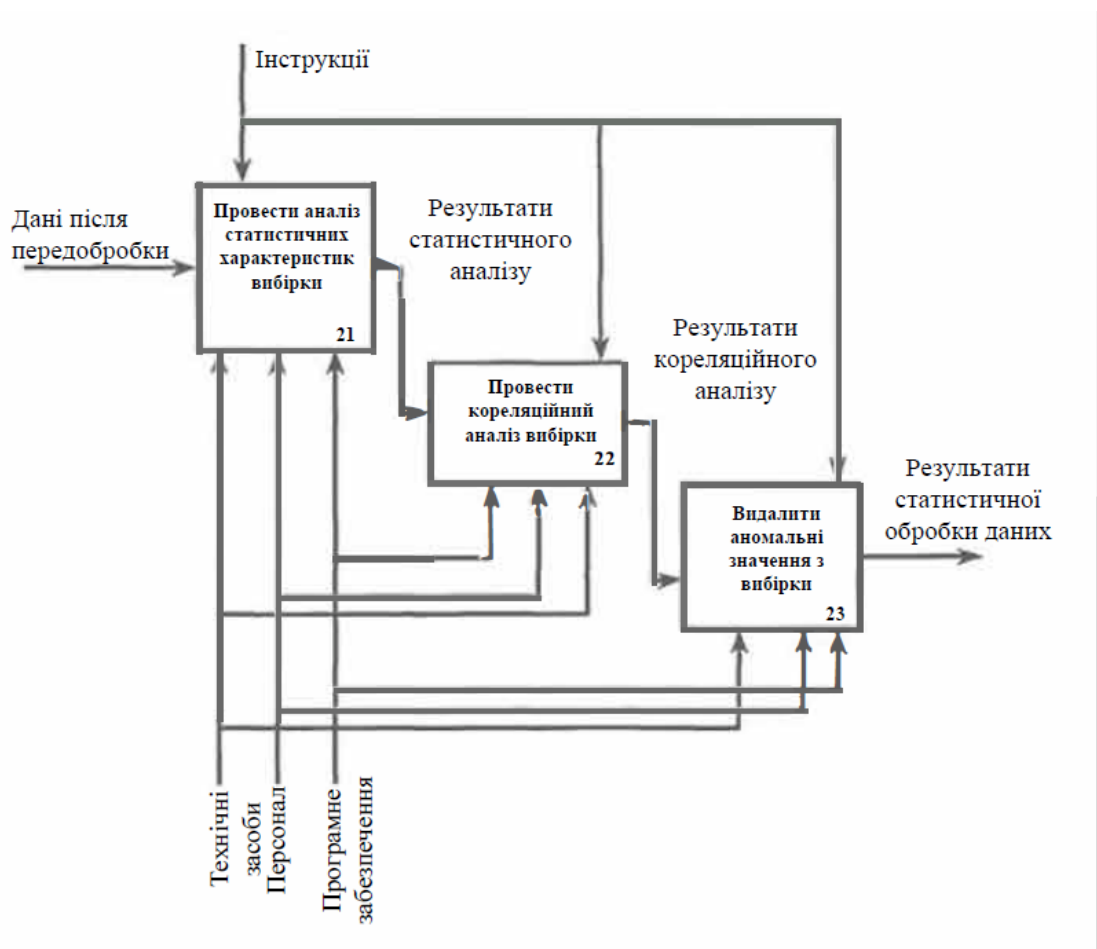 Інструкції
Дані після
передобробки
Провести аналіз
статистичних
характеристик
вибірки
21
Результати
статистичного
аналізу
Провести
кореляційний
аналіз вибірки
22
Результати
кореляційного
аналізу
Видалити
аномальні
значення з
вибірки
23
Результати
статистичної
обробки даних
Технічні
засоби
Персонал
Програмне
забезпечення